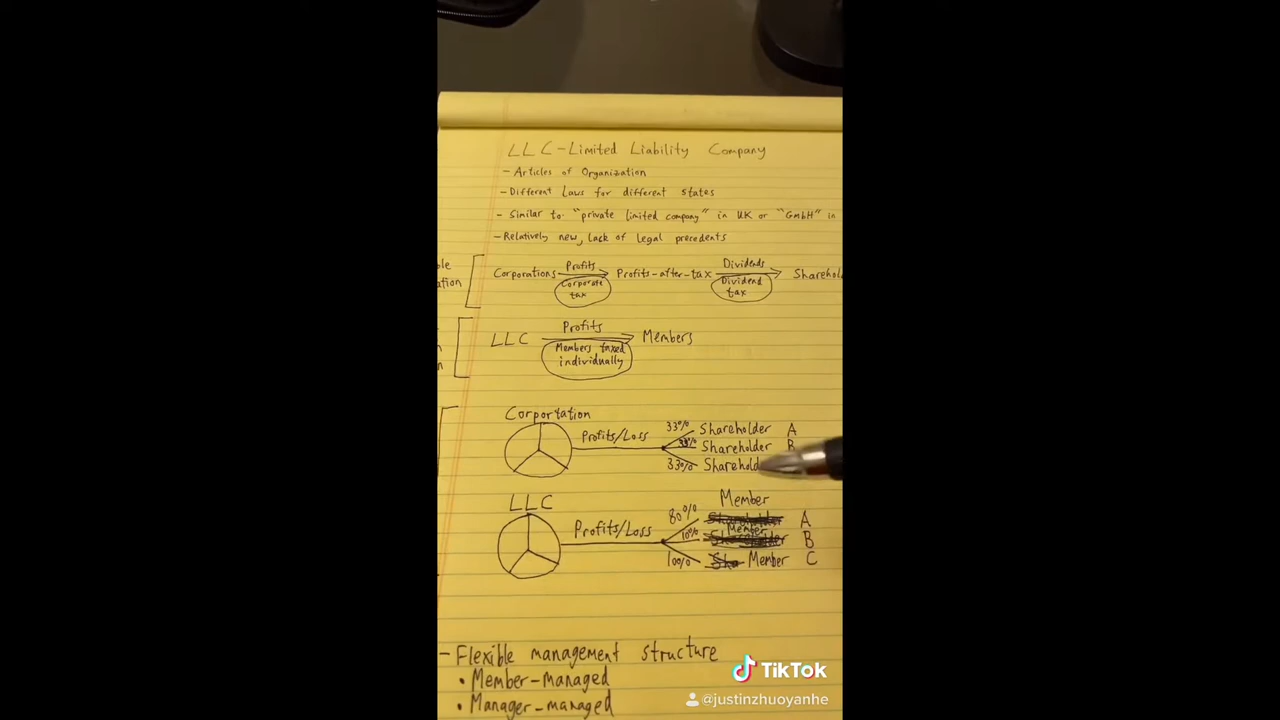 LLC-Limited Liability Company
- Articles of Organization
- Different Laws for different states
- Similar to "private limited company" in UK or "GmbH" in
- Relatively new, lack of legal precedents
Corporations Profits Profits-after-tax Dividends
Corporate tax Dividend tax
LLC Profits Members
Members taxed individually
Corportation
Profits/Loss
33% Shareholder A
33% Shareholder B
33%
LLC
Profits/Loss
Member
80% A
10% Member B
10% Member C
- Flexible management structure
• Member-managed
• Manager-managed
TikTok
@justinzhuoyanhe